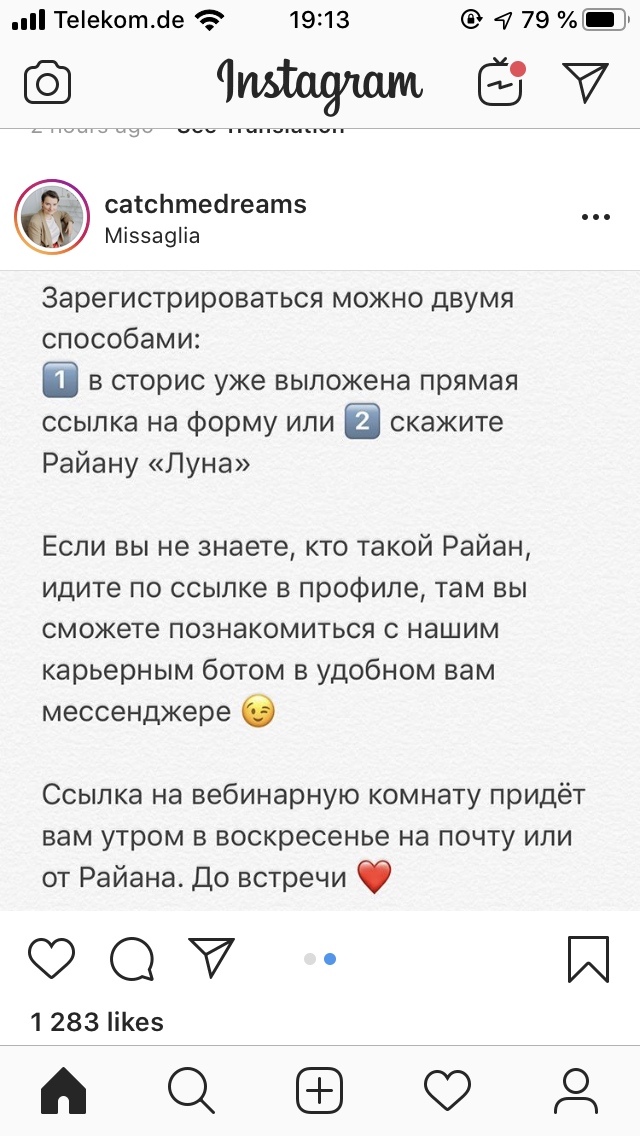 Telekom.de 19:13 79 %
Instagram
2 hours ago See Translation
catchmedreams
Missaglia
Зарегистрироваться можно двумя
способами:
1️⃣ в сторис уже выложена прямая
ссылка на форму или 2️⃣ скажите
Райану «Луна»
Если вы не знаете, кто такой Райан,
идите по ссылке в профиле, там вы
сможете познакомиться с нашим
карьерным ботом в удобном вам
мессенджере 😉
Ссылка на вебинарную комнату придёт
вам утром в воскресенье на почту или
от Райана. До встречи ❤️
1 283 likes